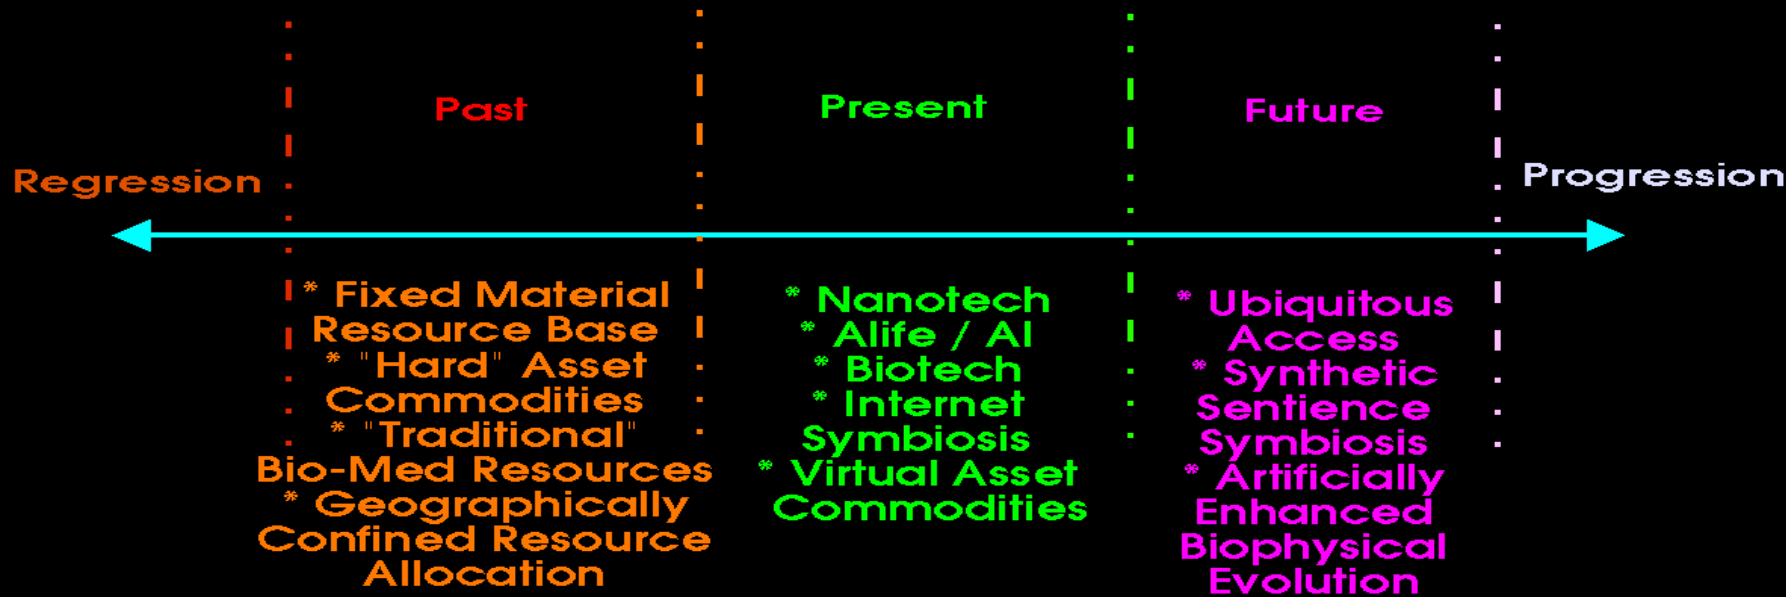 Past
Present
Future
Regression
Progression
* Fixed Material
Resource Base
* "Hard" Asset
Commodities
* "Traditional"
Bio-Med Resources
* Geographically
Confined Resource
Allocation
* Nanotech
* Alife / AI
* Biotech
* Internet
Symbiosis
* Virtual Asset
Commodities
* Ubiquitous
Access
* Synthetic
Sentience
Symbiosis
* Artificially
Enhanced
Biophysical
Evolution